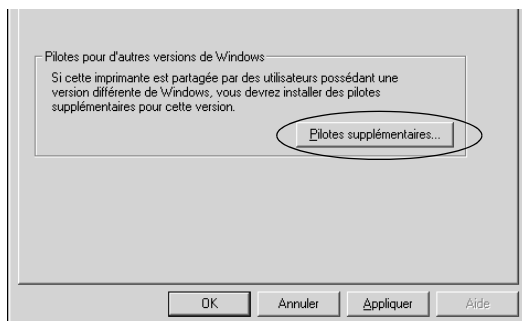 Pilotes pour d'autres versions de Windows
Si cette imprimante est partagée par des utilisateurs possédant une
version différente de Windows, vous devrez installer des pilotes
supplémentaires pour cette version.
Pilotes supplémentaires...
OK Annuler Appliquer Aide